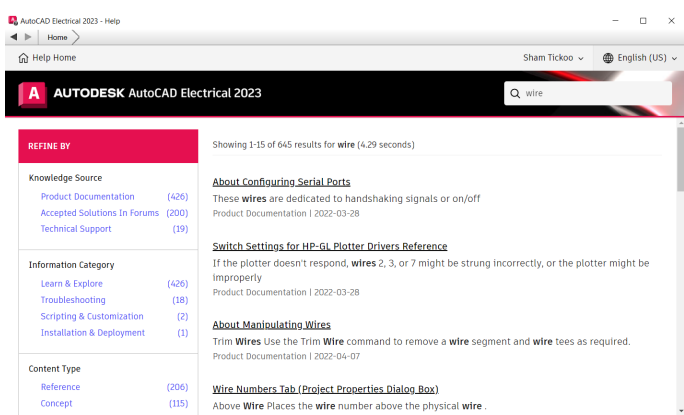 AutoCAD Electrical 2023 - Help
Home
Help Home
Sham Tickoo
English (US)
A AUTODESK AutoCAD Electrical 2023
wire
REFINE BY
Knowledge Source
Product Documentation (426)
Accepted Solutions In Forums (200)
Technical Support (19)
Information Category
Learn & Explore (426)
Troubleshooting (18)
Scripting & Customization (2)
Installation & Deployment (1)
Content Type
Reference (206)
Concept (115)
Showing 1-15 of 645 results for wire (4.29 seconds)
About Configuring Serial Ports
These wires are dedicated to handshaking signals or on/off
Product Documentation | 2022-03-28
Switch Settings for HP-GL Plotter Drivers Reference
If the plotter doesn't respond, wires 2, 3, or 7 might be strung incorrectly, or the plotter might be
improperly
Product Documentation | 2022-03-28
About Manipulating Wires
Trim Wires Use the Trim Wire command to remove a wire segment and wire tees as required.
Product Documentation | 2022-04-07
Wire Numbers Tab (Project Properties Dialog Box)
Above Wire Places the wire number above the physical wire .